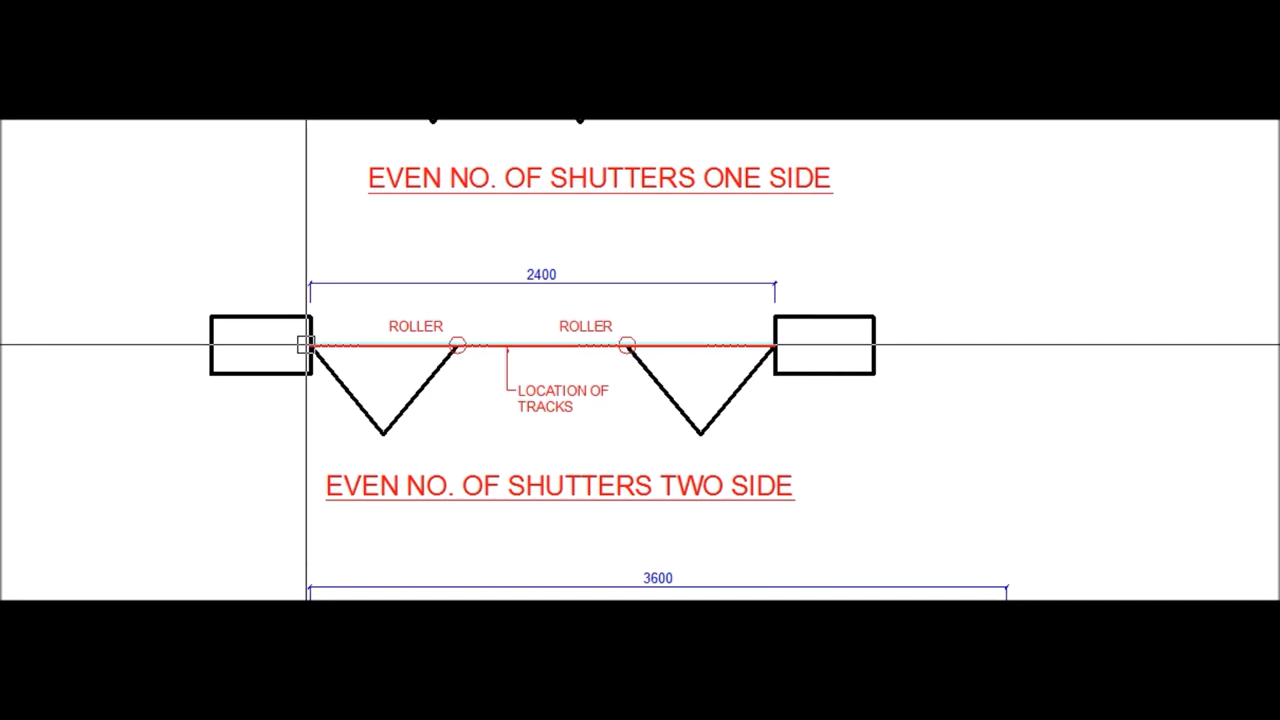 EVEN NO. OF SHUTTERS ONE SIDE
2400
ROLLER ROLLER
LOCATION OF
TRACKS
EVEN NO. OF SHUTTERS TWO SIDE
3600